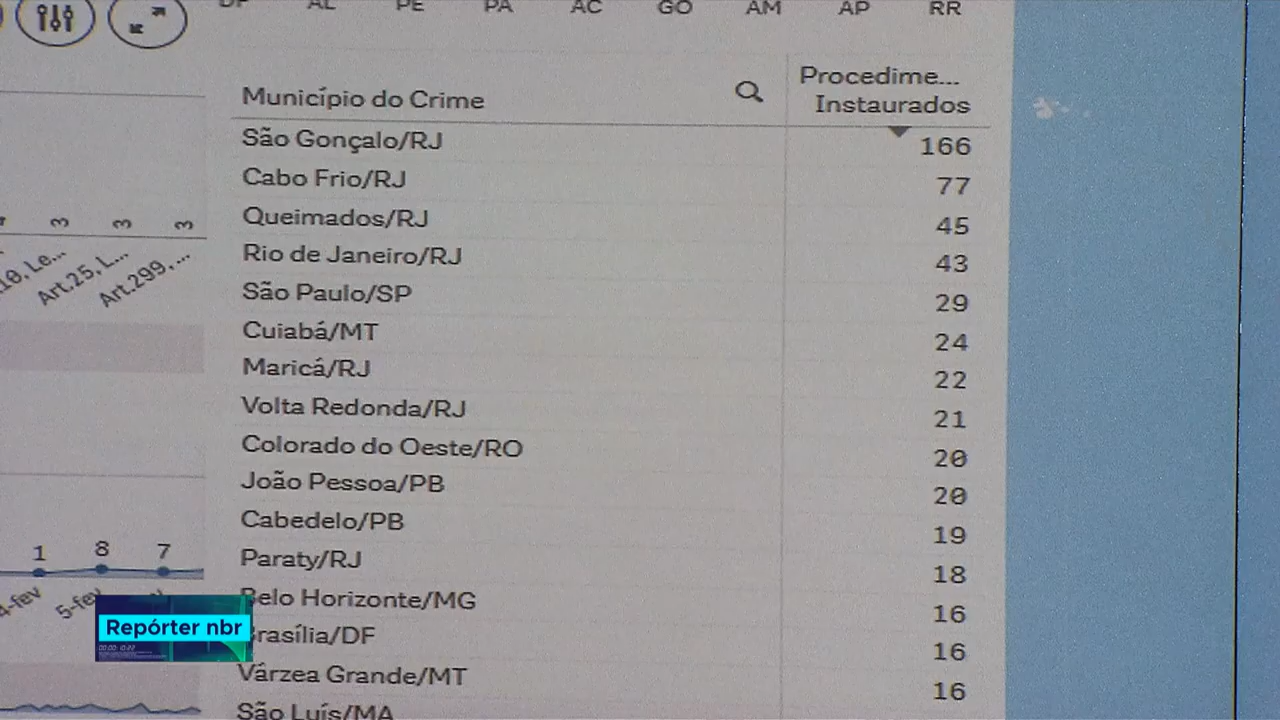 AL PE PA AC GO AM AP RR
Município do Crime
Procedime...
Instaurados
São Gonçalo/RJ 166
Cabo Frio/RJ 77
Queimados/RJ 45
Rio de Janeiro/RJ 43
São Paulo/SP 29
Cuiabá/MT 24
Maricá/RJ 22
Volta Redonda/RJ 21
Colorado do Oeste/RO 20
João Pessoa/PB 20
Cabedelo/PB 19
Paraty/RJ 18
Belo Horizonte/MG 16
Brasília/DF 16
Várzea Grande/MT 16
São Luís/MA
3 3 3
Art.25, L...
Art.299, ...
1 8 7
Repórter nbr